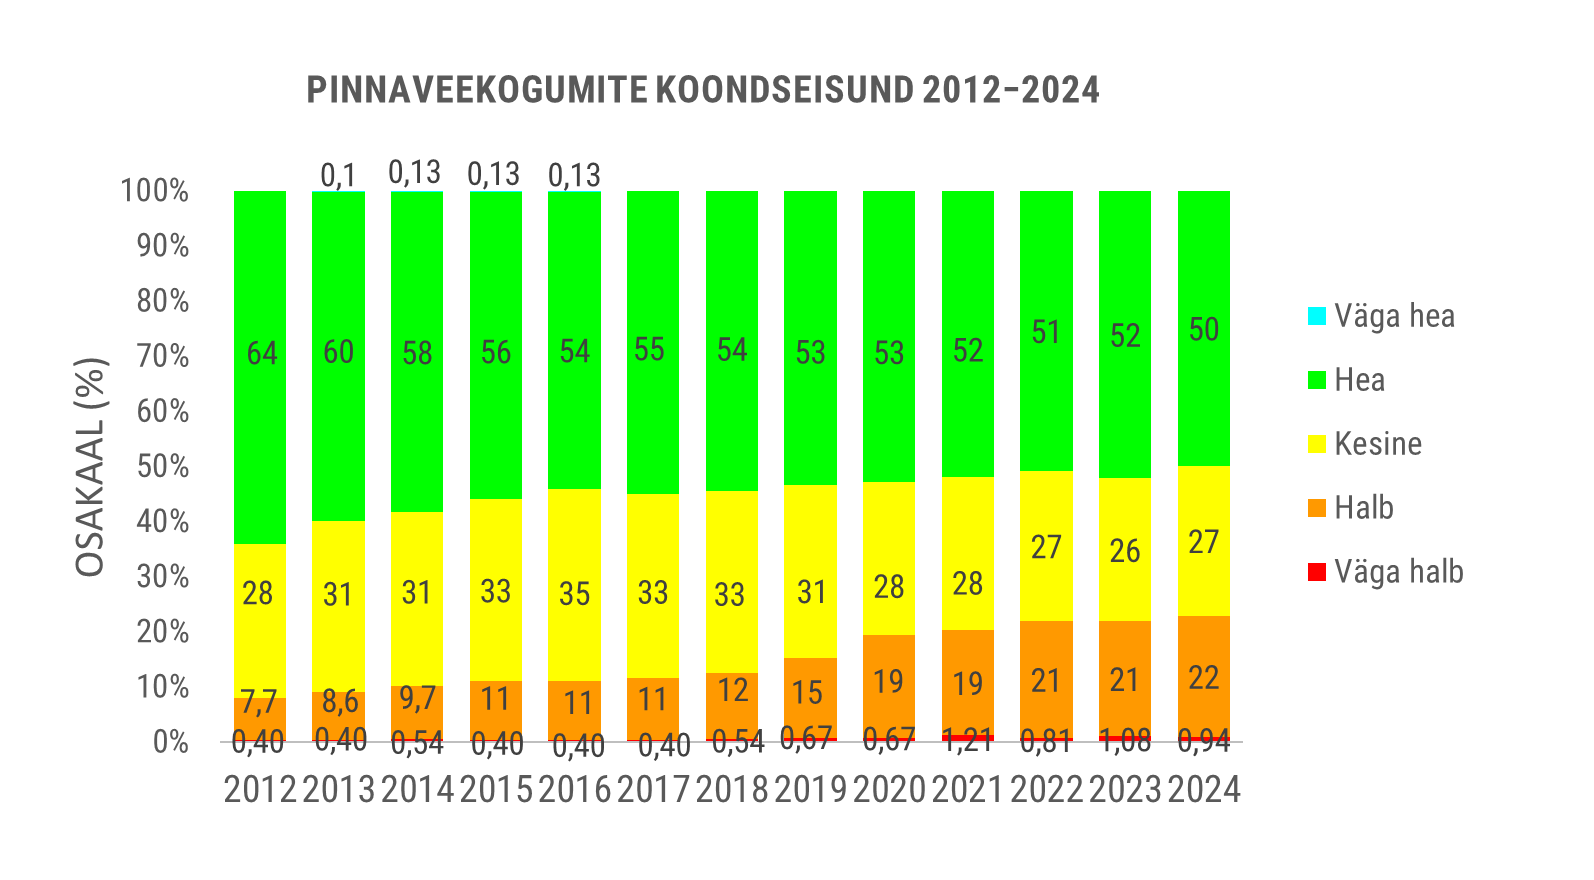 PINNAVEEKOGUMITE KOONDSEISUND 2012–2024
0,1 0,13 0,13 0,13
100%
90%
80%
70%
60%
50%
40%
30%
20%
10%
0%
OSAKAAL (%)
64 60 58 56 54 55 54 53 53 52 51 52 50
28 31 31 33 35 33 33 31 28 28 27 26 27
7,7 8,6 9,7 11 11 11 12 15 19 19 21 21 22
0,40 0,40 0,54 0,40 0,40 0,40 0,54 0,67 0,67 1,21 0,81 1,08 0,94
2012 2013 2014 2015 2016 2017 2018 2019 2020 2021 2022 2023 2024
Väga hea
Hea
Kesine
Halb
Väga halb